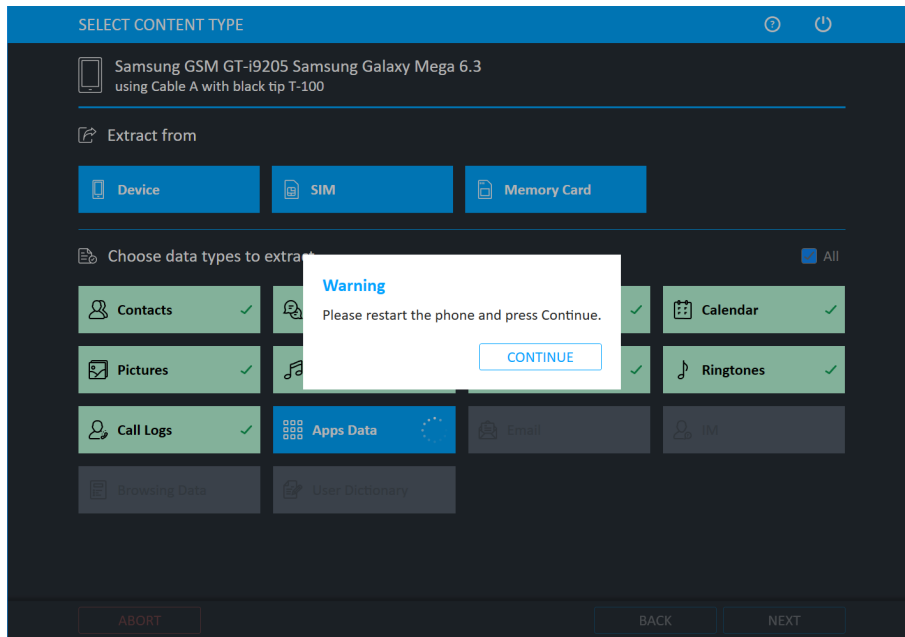 SELECT CONTENT TYPE
Samsung GSM GT-i9205 Samsung Galaxy Mega 6.3
using Cable A with black tip T-100
Extract from
Device
SIM
Memory Card
Choose data types to extract
All
Warning
Please restart the phone and press Continue.
CONTINUE
Contacts
Calendar
Pictures
Ringtones
Call Logs
Apps Data
Email
IM
Browsing Data
User Dictionary
ABORT
BACK
NEXT